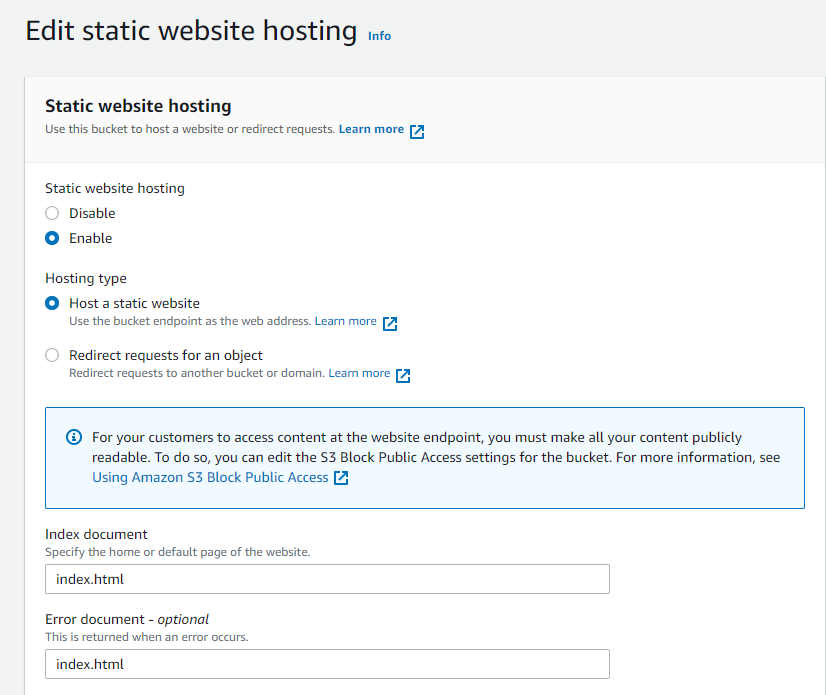 Edit static website hosting Info
Static website hosting
Use this bucket to host a website or redirect requests. Learn more
Static website hosting
Disable
Enable
Hosting type
Host a static website
Use the bucket endpoint as the web address. Learn more
Redirect requests for an object
Redirect requests to another bucket or domain. Learn more
For your customers to access content at the website endpoint, you must make all your content publicly
readable. To do so, you can edit the S3 Block Public Access settings for the bucket. For more information, see
Using Amazon S3 Block Public Access
Index document
Specify the home or default page of the website.
index.html
Error document - optional
This is returned when an error occurs.
index.html